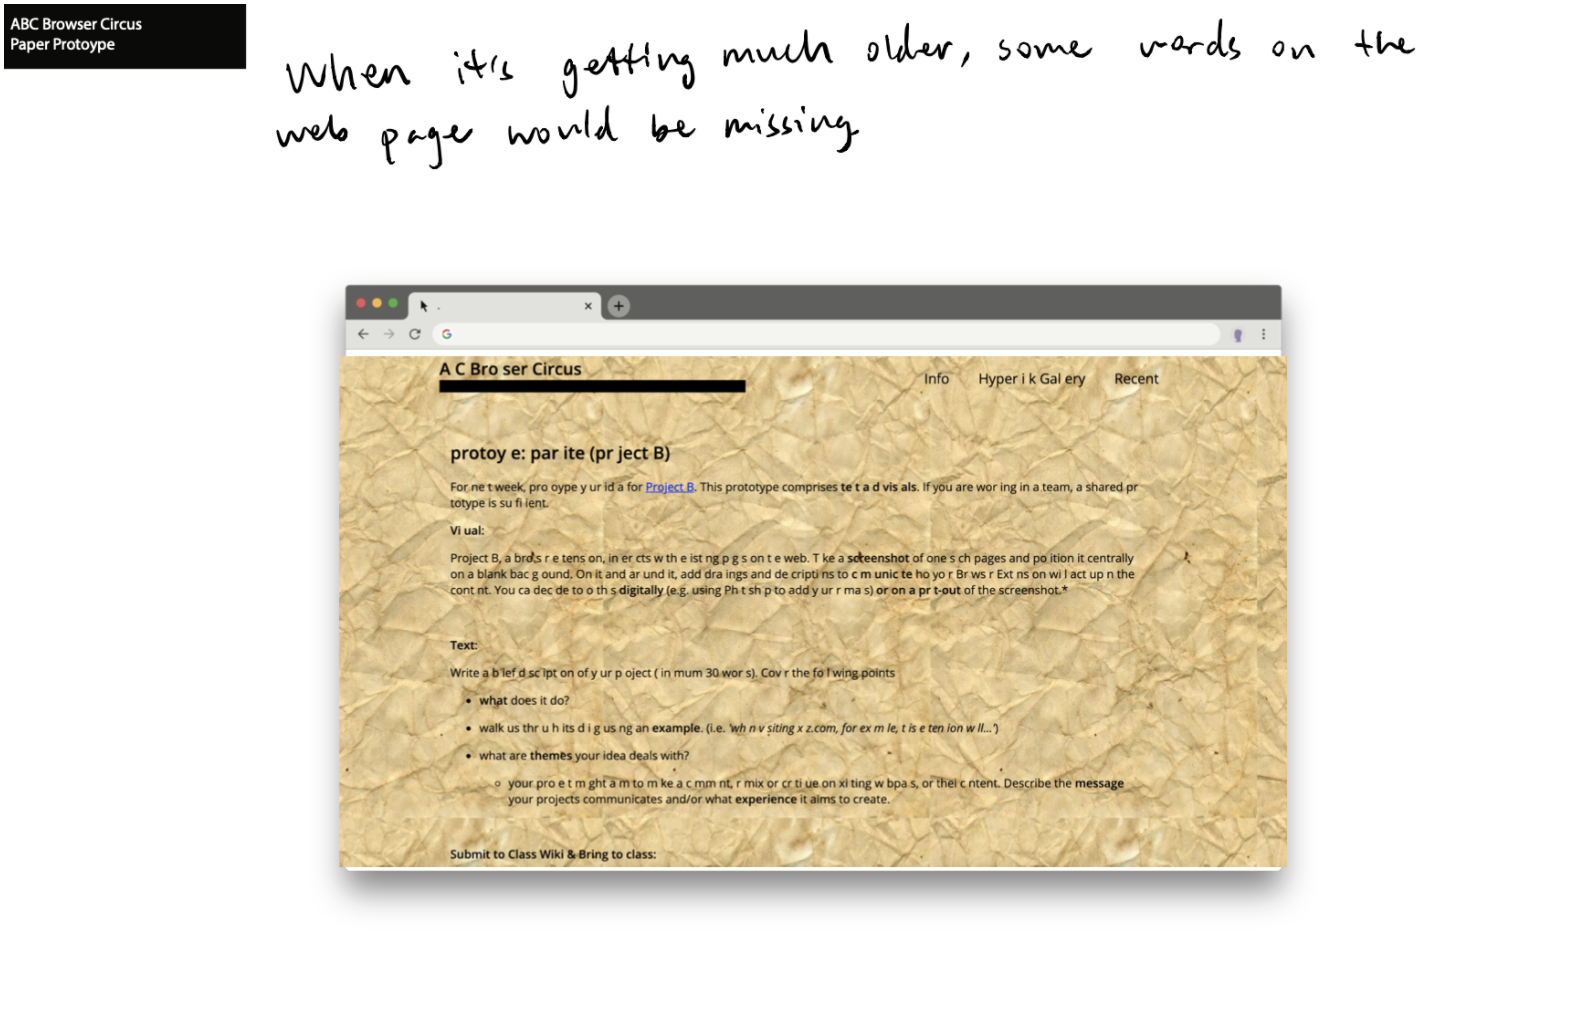 ABC Browser Circus
Paper Protoype
When it's getting much older, some words on the
web page would be missing
A C Bro ser Circus
Info Hyper i k Gal ery Recent
protoy e: par ite (pr ject B)
For ne t week, pro oype y ur id a for Project B. This prototype comprises te t a d vis als. If you are wor ing in a team, a shared pr
totype is su fi ient.
Vi ual:
Project B, a bro s r e tens on, in er cts w th e ist ng p g s on t e web. T ke a screenshot of one s ch pages and po ition it centrally
on a blank bac g ound. On it and ar und it, add dra ings and de cripti ns to c m unic te ho yo r Br ws r Ext ns on wi l act up n the
cont nt. You ca dec de to o th s digitally (e.g. using Ph t sh p to add y ur r ma s) or on a pr t-out of the screenshot.*
Text:
Write a b ief d sc ipt on of y ur p oject ( in mum 30 wor s). Cov r the fo l wing points
• what does it do?
• walk us thr u h its d i g us ng an example. (i.e. 'wh n v siting x z.com, for ex m le, t is e ten ion w ll...')
• what are themes your idea deals with?
○ your pro e t m ght a m to m ke a c mm nt, r mix or cr ti ue on xi ting w bpa s, or thei c ntent. Describe the message
your projects communicates and/or what experience it aims to create.
Submit to Class Wiki & Bring to class: